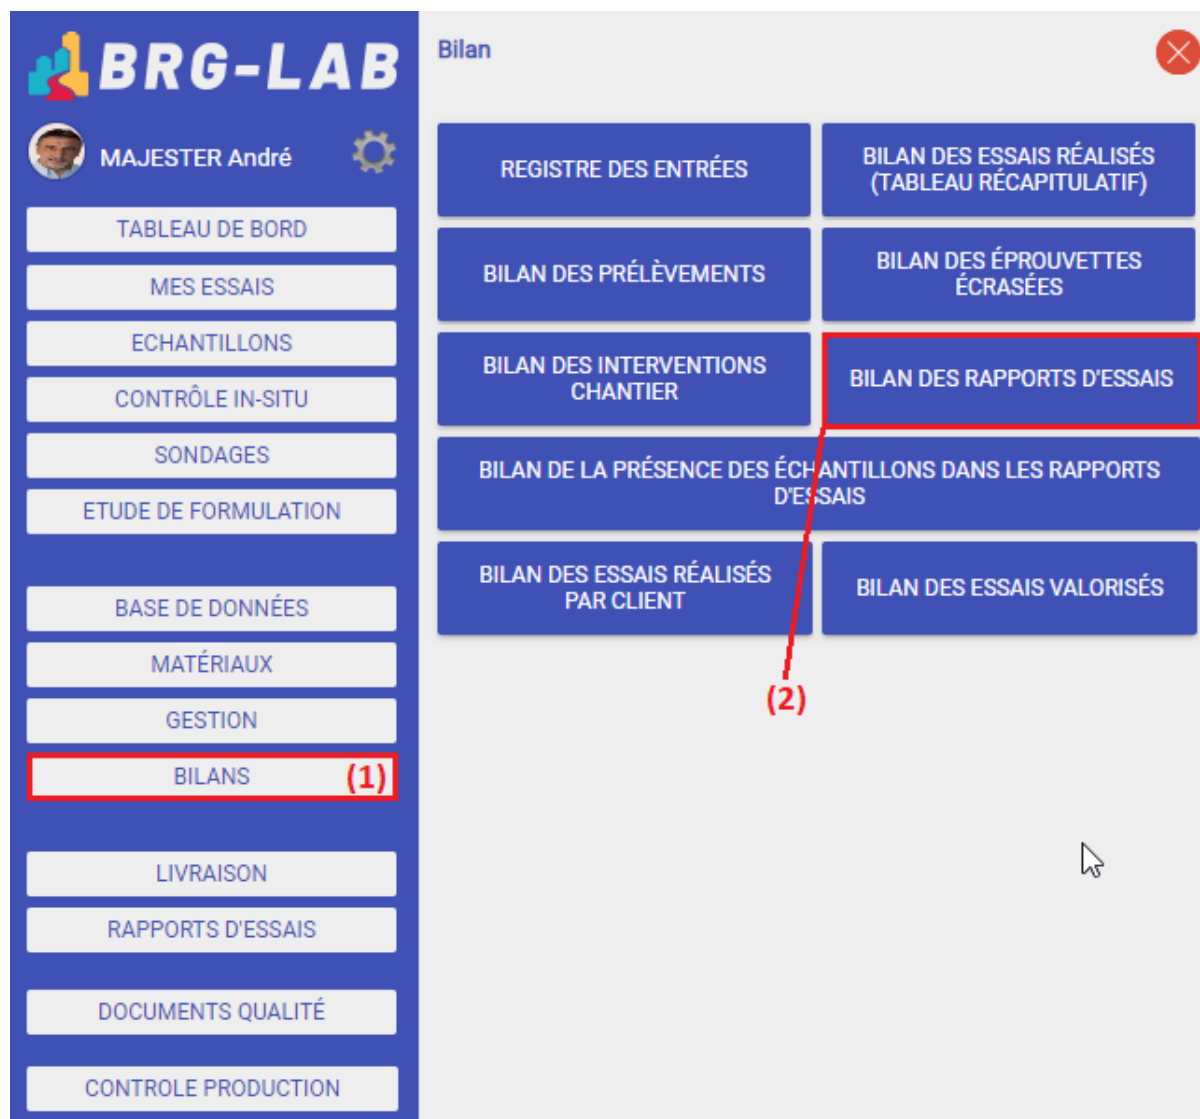 BRG-LAB
MAJESTER André
TABLEAU DE BORD
MES ESSAIS
ECHANTILLONS
CONTRÔLE IN-SITU
SONDAGES
ETUDE DE FORMULATION
BASE DE DONNÉES
MATÉRIAUX
GESTION
BILANS (1)
LIVRAISON
RAPPORTS D'ESSAIS
DOCUMENTS QUALITÉ
CONTROLE PRODUCTION
Bilan
REGISTRE DES ENTRÉES
BILAN DES ESSAIS RÉALISÉS
(TABLEAU RÉCAPITULATIF)
BILAN DES PRÉLÈVEMENTS
BILAN DES ÉPROUVETTES
ÉCRASÉES
BILAN DES INTERVENTIONS
CHANTIER
BILAN DES RAPPORTS D'ESSAIS
BILAN DE LA PRÉSENCE DES ÉCHANTILLONS DANS LES RAPPORTS
D'ESSAIS
BILAN DES ESSAIS RÉALISÉS
PAR CLIENT
BILAN DES ESSAIS VALORISÉS
(2)